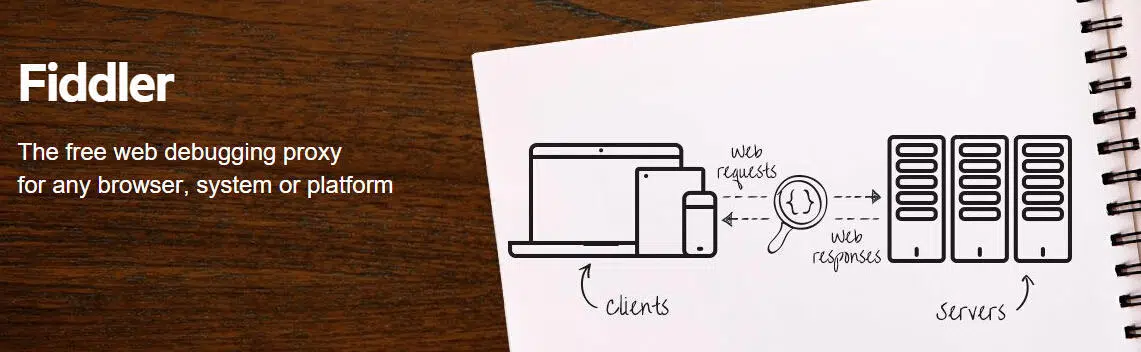 Fiddler
The free web debugging proxy
for any browser, system or platform
Web
requests
{}
Web
responses
Clients
Servers